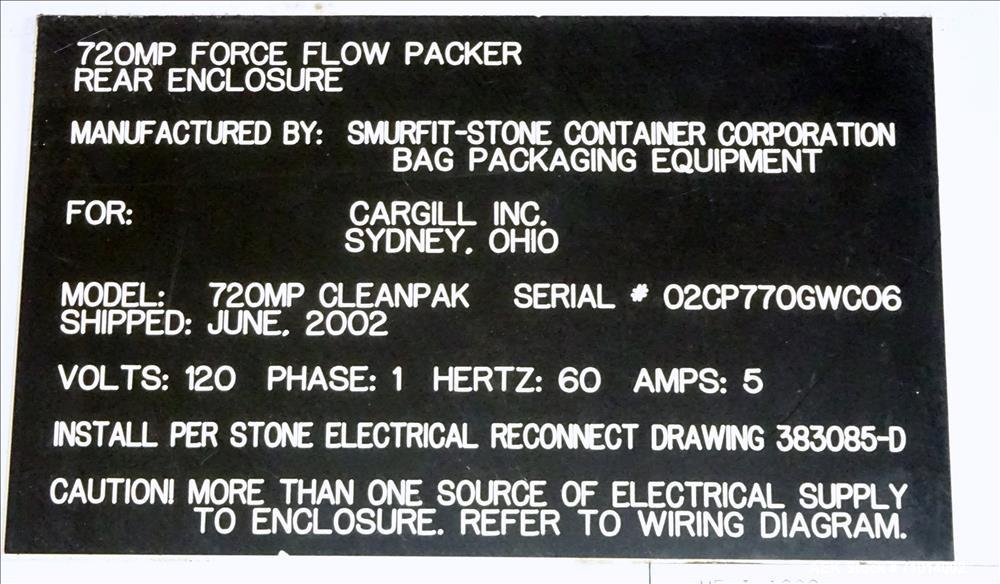 720MP FORCE FLOW PACKER
REAR ENCLOSURE
MANUFACTURED BY: SMURFIT-STONE CONTAINER CORPORATION
BAG PACKAGING EQUIPMENT
FOR: CARGILL INC.
SYDNEY, OHIO
MODEL: 720MP CLEANPAK SERIAL # 02CP770GWC06
SHIPPED: JUNE, 2002
VOLTS: 120 PHASE: 1 HERTZ: 60 AMPS: 5
INSTALL PER STONE ELECTRICAL RECONNECT DRAWING 383085-D
CAUTION! MORE THAN ONE SOURCE OF ELECTRICAL SUPPLY
TO ENCLOSURE. REFER TO WIRING DIAGRAM.